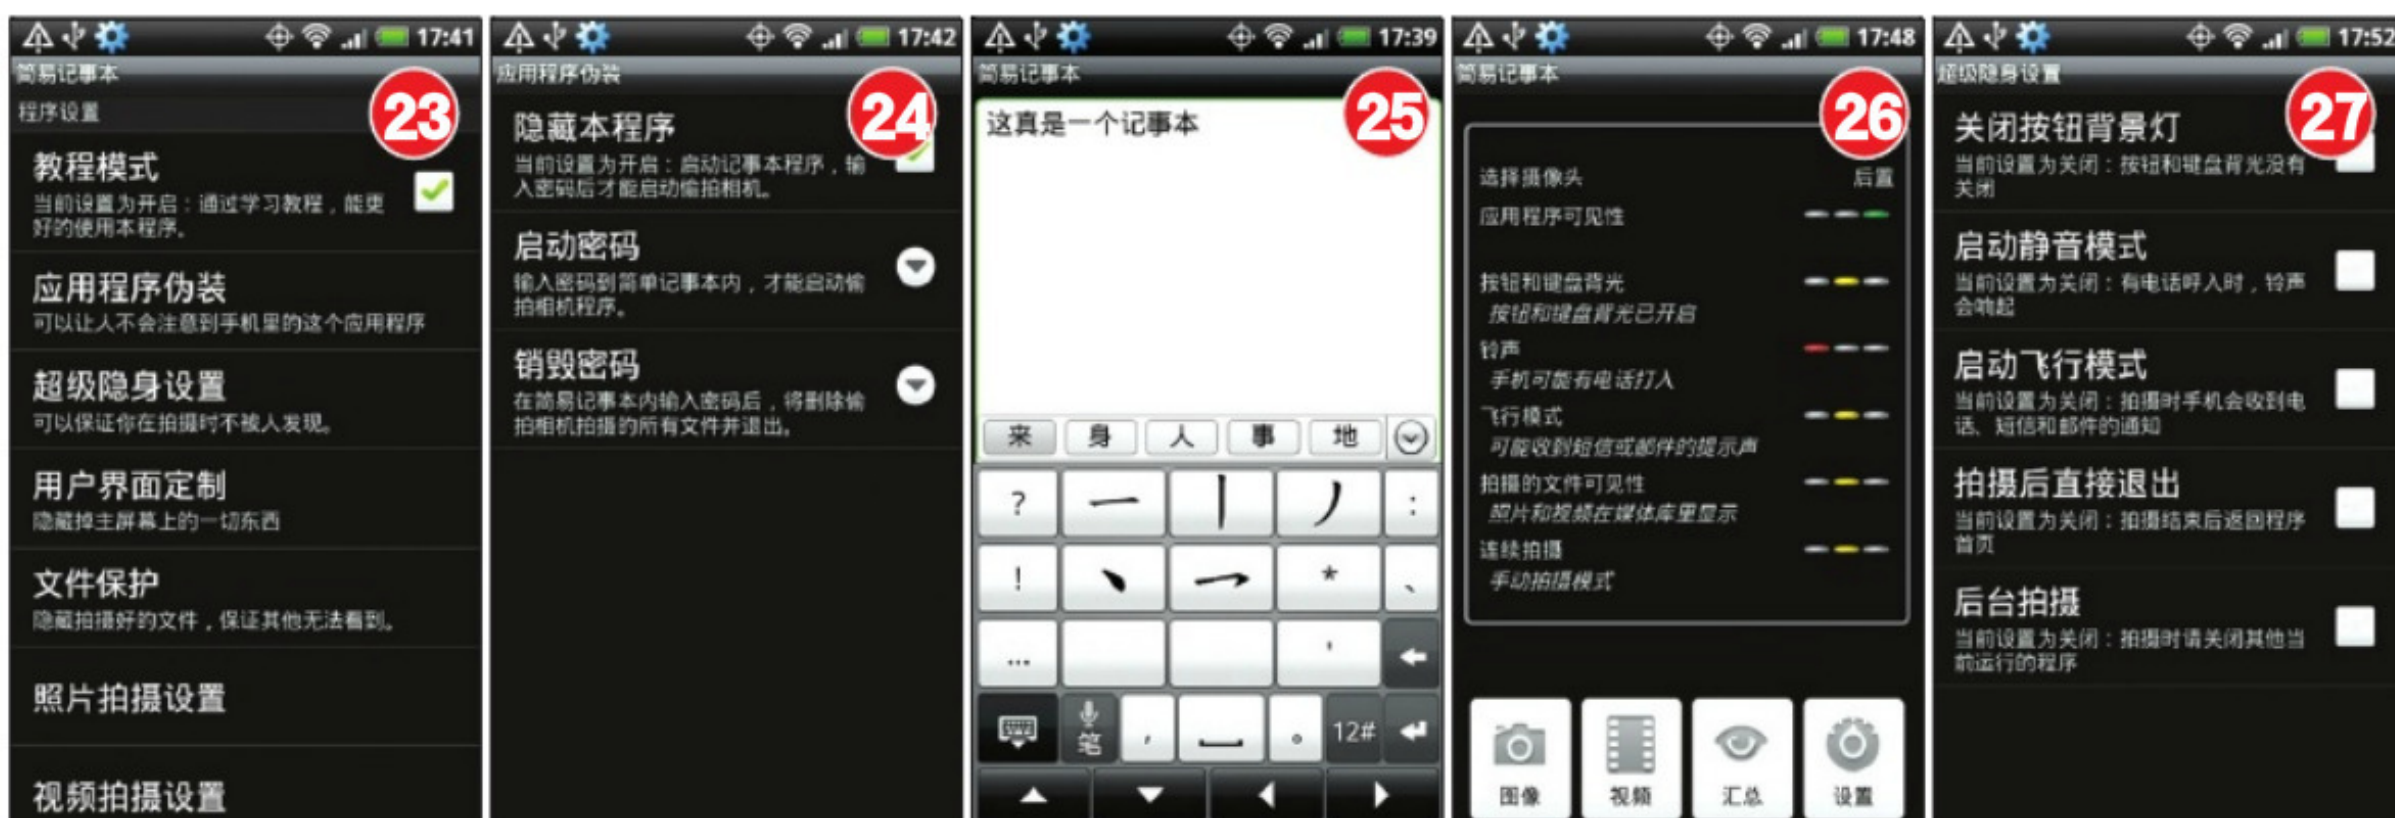 17:41
简易记事本
23
程序设置
教程模式
当前设置为开启：通过学习教程，能更
好的使用本程序。
应用程序伪装
可以让人不会注意到手机里的这个应用程序
超级隐身设置
可以保证你在拍摄时不被人发现。
用户界面定制
隐藏掉主屏幕上的一切东西
文件保护
隐藏拍摄好的文件，保证其他无法看到。
照片拍摄设置
视频拍摄设置
17:42
应用程序伪装
24
隐藏本程序
当前设置为开启：启动记事本程序，输
入密码后才能启动偷拍相机。
启动密码
输入密码到简单记事本内，才能启动偷
拍相机程序。
销毁密码
在简易记事本内输入密码后，将删除偷
拍相机拍摄的所有文件并退出。
17:39
简易记事本
25
这真是一个记事本
来 身 人 事 地
? 一 丨 丿 :
! 丶 乛 * 、
... '
笔 , 。 12#
17:48
简易记事本
26
选择摄像头 后置
应用程序可见性
按钮和键盘背光
按钮和键盘背光已开启
铃声
手机可能有电话打入
飞行模式
可能收到短信或邮件的提示声
拍摄的文件可见性
照片和视频在媒体库里显示
连续拍摄
手动拍摄模式
图像 视频 汇总 设置
17:52
超级隐身设置
27
关闭按钮背景灯
当前设置为关闭：按钮和键盘背光没有
关闭
启动静音模式
当前设置为关闭：有电话呼入时，铃声
会响起
启动飞行模式
当前设置为关闭：拍摄时手机会收到电
话、短信和邮件的通知
拍摄后直接退出
当前设置为关闭：拍摄结束后返回程序
首页
后台拍摄
当前设置为关闭：拍摄时请关闭其他当
前运行的程序